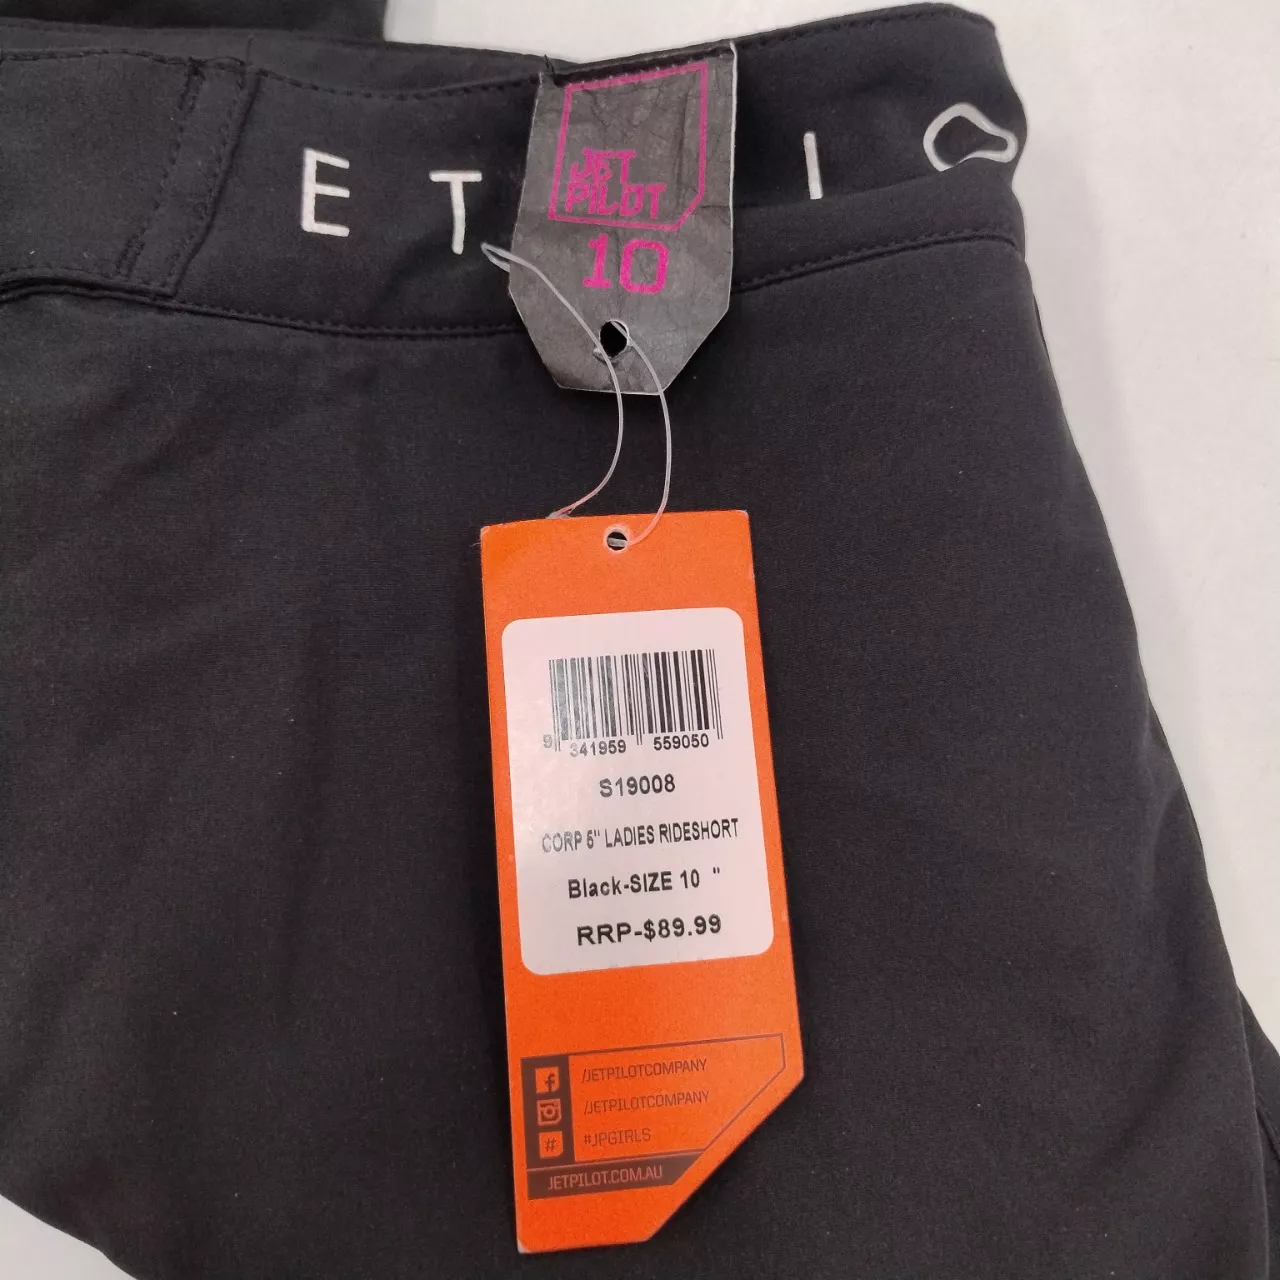 E T I O
JET
PILOT
10
9 341959 559050
S19008
CORP 5" LADIES RIDESHORT
Black-SIZE 10 "
RRP-$89.99
/JETPILOTCOMPANY
/JETPILOTCOMPANY
# #JPGIRLS
JETPILOT.COM.AU